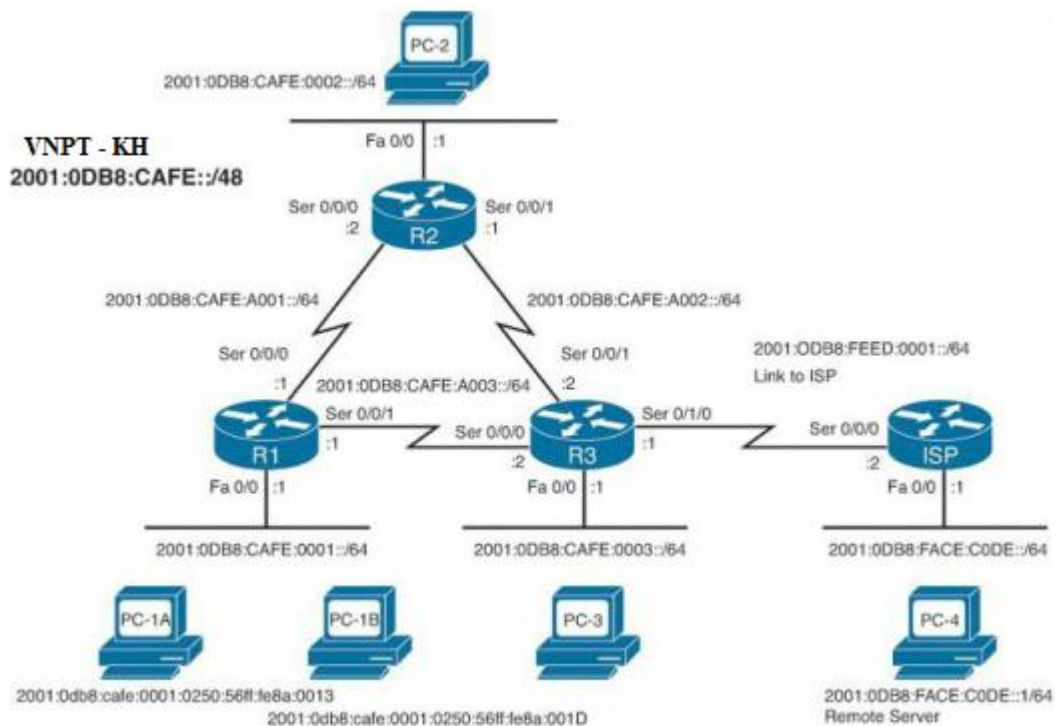 PC-2
2001:0DB8:CAFE:0002::/64
Fa 0/0 :1
VNPT - KH
2001:0DB8:CAFE::/48
Ser 0/0/0
:2
Ser 0/0/1
:1
R2
2001:0DB8:CAFE:A001::/64
2001:0DB8:CAFE:A002::/64
Ser 0/0/0
:1
Ser 0/0/1
:2
2001:ODB8:FEED:0001::/64
Link to ISP
2001:0DB8:CAFE:A003::/64
Ser 0/0/1
:1
Ser 0/0/0
:2
Ser 0/1/0
:1
Ser 0/0/0
:2
R1
R3
ISP
Fa 0/0 :1
Fa 0/0 :1
Fa 0/0 :1
2001:0DB8:CAFE:0001::/64
2001:0DB8:CAFE:0003::/64
2001:0DB8:FACE:C0DE::/64
PC-1A
PC-1B
PC-3
PC-4
2001:0db8:cafe:0001:0250:56ff:fe8a:0013
2001:0db8:cafe:0001:0250:56ff:fe8a:001D
2001:0DB8:FACE:C0DE::1/64
Remote Server